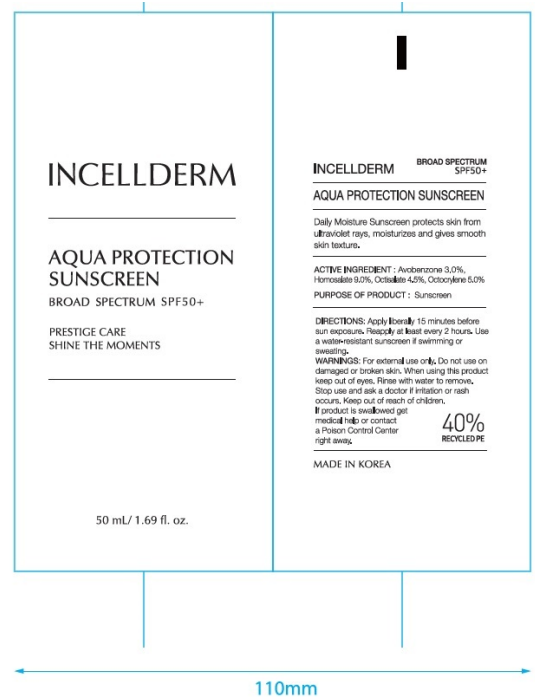 INCELLDERM
AQUA PROTECTION
SUNSCREEN
BROAD SPECTRUM SPF50+
PRESTIGE CARE
SHINE THE MOMENTS
50 mL/ 1.69 fl. oz.
INCELLDERM
BROAD SPECTRUM
SPF50+
AQUA PROTECTION SUNSCREEN
Daily Moisture Sunscreen protects skin from
ultraviolet rays, moisturizes and gives smooth
skin texture.
ACTIVE INGREDIENT : Avobenzone 3.0%,
Homosalate 9.0%, Octisalate 4.5%, Octocrylene 5.0%
PURPOSE OF PRODUCT : Sunscreen
DIRECTIONS: Apply liberally 15 minutes before
sun exposure. Reapply at least every 2 hours. Use
a water-resistant sunscreen if swimming or
sweating.
WARNINGS: For external use only. Do not use on
damaged or broken skin. When using this product
keep out of eyes. Rinse with water to remove.
Stop use and ask a doctor if irritation or rash
occurs. Keep out of reach of children.
If product is swallowed get
medical help or contact
a Poison Control Center
right away.
40%
RECYCLED PE
MADE IN KOREA
110mm